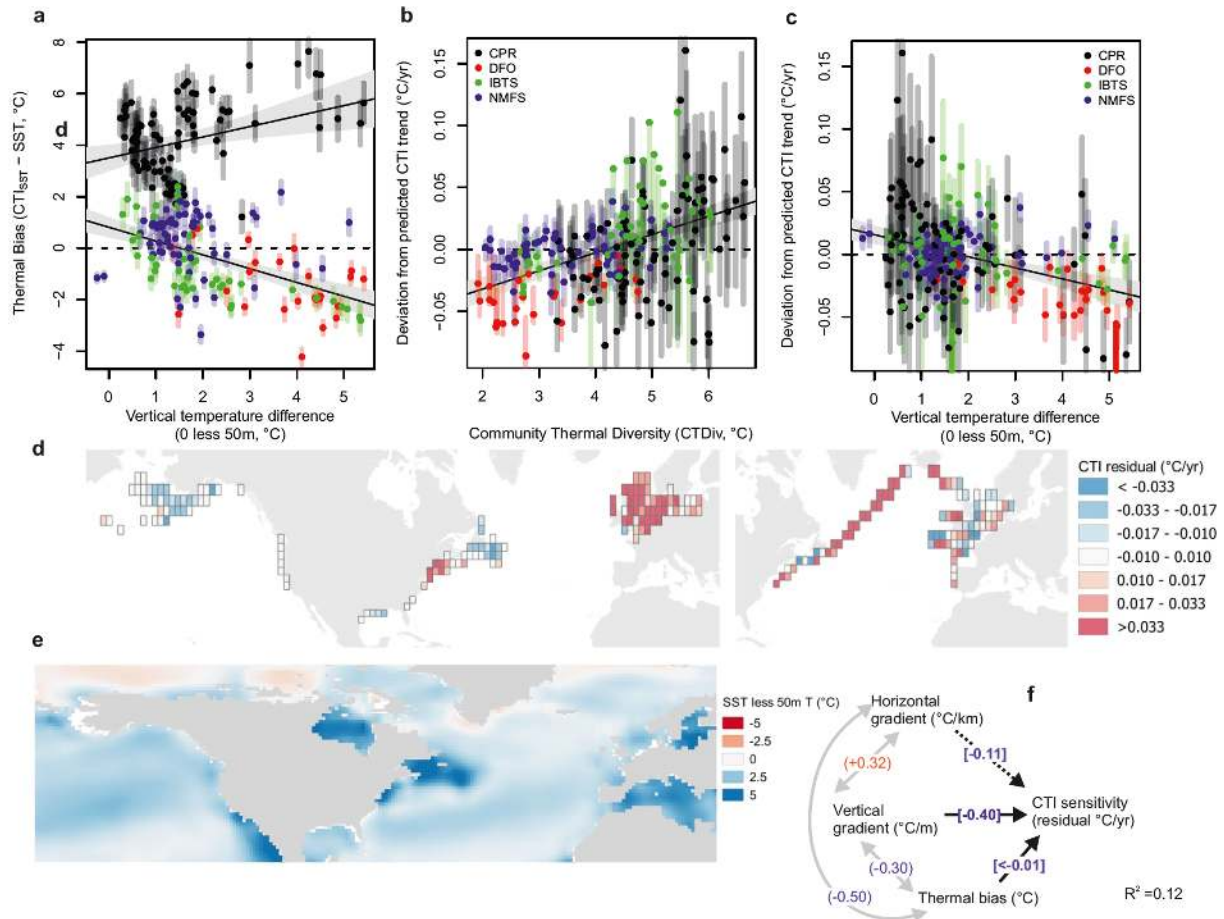 a
b
c
8
6
4
2
0
-2
-4
Thermal Bias (CTISST − SST, °C)
d
0 1 2 3 4 5
Vertical temperature difference
(0 less 50m, °C)
CPR
DFO
IBTS
NMFS
0.15
0.10
0.05
0.00
−0.05
Deviation from predicted CTI trend (°C/yr)
2 3 4 5 6
Community Thermal Diversity (CTDiv, °C)
CPR
DFO
IBTS
NMFS
0.15
0.10
0.05
0.00
−0.05
Deviation from predicted CTI trend (°C/yr)
0 1 2 3 4 5
Vertical temperature difference
(0 less 50m, °C)
d
CTI residual (°C/yr)
< -0.033
-0.033 - -0.017
-0.017 - -0.010
-0.010 - 0.010
0.010 - 0.017
0.017 - 0.033
>0.033
e
SST less 50m T (°C)
-5
-2.5
0
2.5
5
f
Horizontal
gradient (°C/km)
[-0.11]
(+0.32)
Vertical
gradient (°C/m)
[-0.40]
CTI sensitivity
(residual °C/yr)
(-0.30)
[<-0.01]
(-0.50)
Thermal bias (°C)
R² =0.12